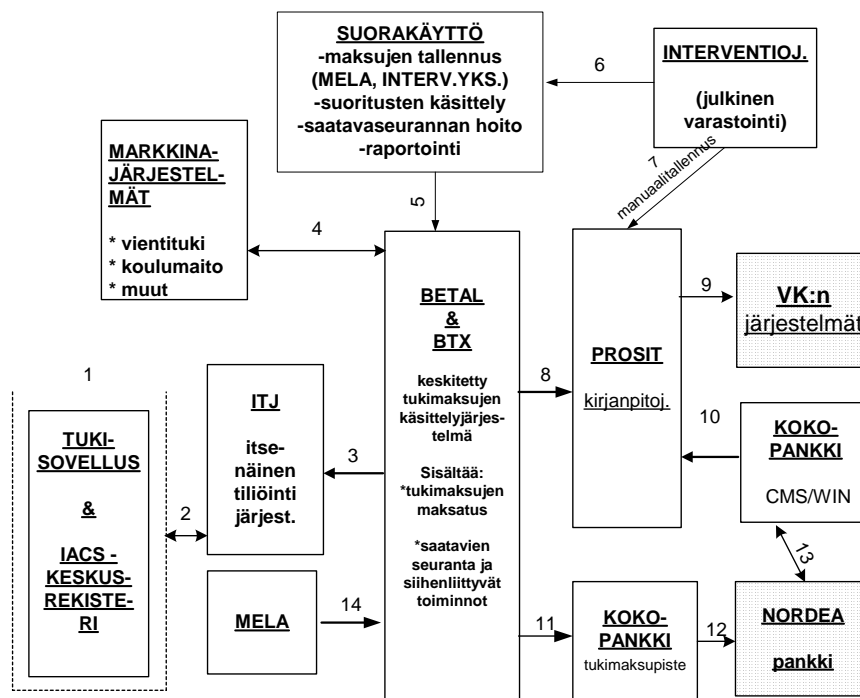 SUORAKÄYTTÖ
-maksujen tallennus
(MELA, INTERV.YKS.)
-suoritusten käsittely
-saatavaseurannan hoito
-raportointi
6
INTERVENTIOJ.
(julkinen
varastointi)
7
manuaalitallennus
MARKKINA-
JÄRJESTEL-
MÄT
* vientituki
* koulumaito
* muut
4
5
BETAL
&
BTX
keskitetty
tukimaksujen
käsittelyjärjes-
telmä
Sisältää:
*tukimaksujen
maksatus
*saatavien
seuranta ja
siihenliittyvät
toiminnot
8
PROSIT
kirjanpitoj.
9
VK:n
järjestelmät
10
KOKO-
PANKKI
CMS/WIN
1
TUKI-
SOVELLUS
&
IACS -
KESKUS-
REKISTE-
RI
2
ITJ
itse-
näinen
tiliöinti
järjest.
3
MELA
14
11
KOKO-
PANKKI
tukimaksupiste
12
13
NORDEA
pankki